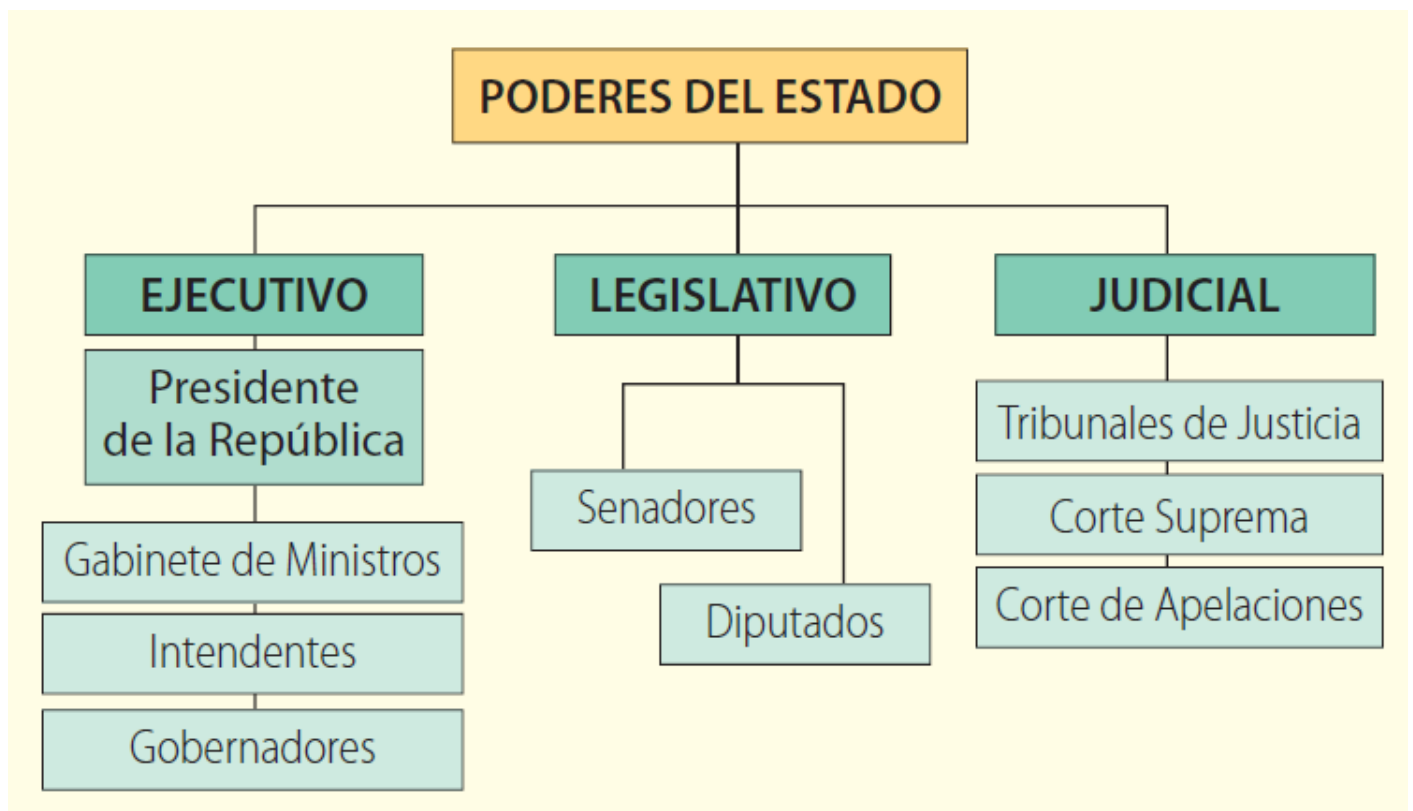 PODERES DEL ESTADO
EJECUTIVO
Presidente
de la República
Gabinete de Ministros
Intendentes
Gobernadores
LEGISLATIVO
Senadores
Diputados
JUDICIAL
Tribunales de Justicia
Corte Suprema
Corte de Apelaciones